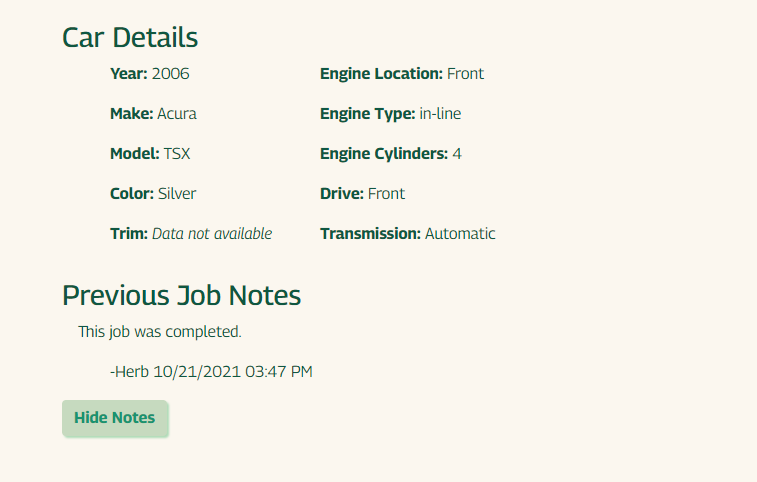 Car Details
Year: 2006
Engine Location: Front
Make: Acura
Engine Type: in-line
Model: TSX
Engine Cylinders: 4
Color: Silver
Drive: Front
Trim: Data not available
Transmission: Automatic
Previous Job Notes
This job was completed.
-Herb 10/21/2021 03:47 PM
Hide Notes